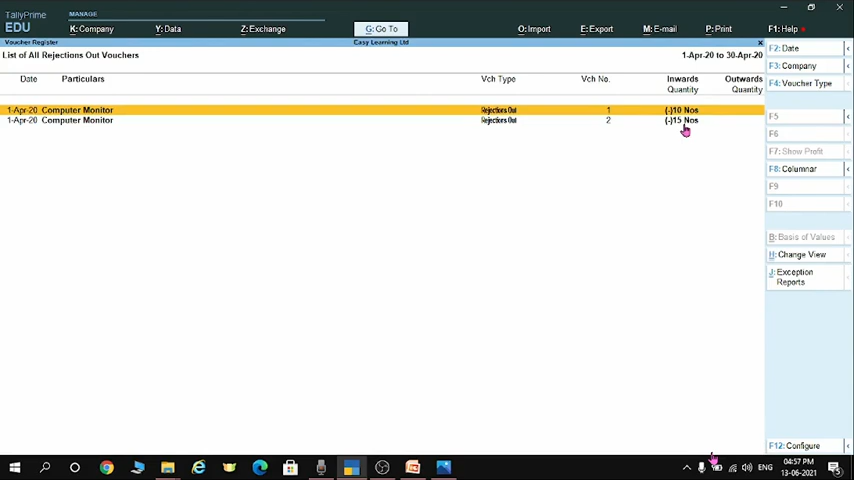 TallyPrime MANAGE
EDU K: Company Y: Data Z: Exchange G: Go To O: Import E: Export M: E-mail P: Print F1: Help
Voucher Register Easy Learning Ltd x
List of All Rejections Out Vouchers 1-Apr-20 to 30-Apr-20
Date Particulars Vch Type Vch No. Inwards Outwards
Quantity Quantity
1-Apr-20 Computer Monitor Rejections Out 1 (-)10 Nos
1-Apr-20 Computer Monitor Rejections Out 2 (-)15 Nos
F2: Date
F3: Company
F4: Voucher Type
F5
F6
F7: Show Profit
F8: Columnar
F9
F10
B: Basis of Values
H: Change View
J: Exception
Reports
F12: Configure
ENG 04:57 PM
13-06-2021 5